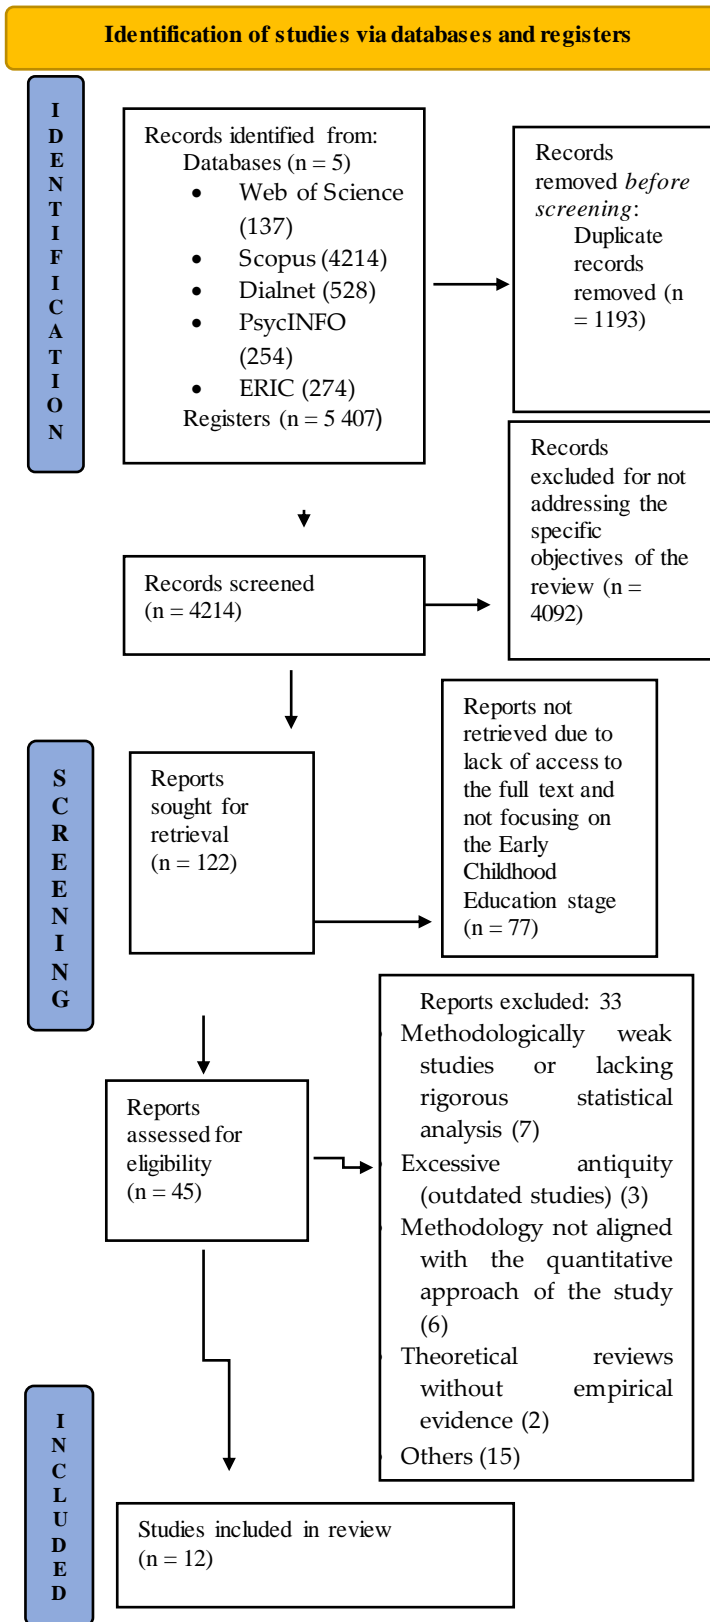 Identification of studies via databases and registers
IDENTIFICATION
Records identified from:
Databases (n = 5)
• Web of Science
(137)
• Scopus (4214)
• Dialnet (528)
• PsycINFO
(254)
• ERIC (274)
Registers (n = 5 407)
Records
removed before
screening:
Duplicate
records
removed (n
= 1193)
Records
excluded for not
addressing the
specific
objectives of the
review (n =
4092)
Records screened
(n = 4214)
SCREENING
Reports
sought for
retrieval
(n = 122)
Reports not
retrieved due to
lack of access to
the full text and
not focusing on
the Early
Childhood
Education stage
(n = 77)
Reports
assessed for
eligibility
(n = 45)
Reports excluded: 33
Methodologically weak
studies or lacking
rigorous statistical
analysis (7)
Excessive antiquity
(outdated studies) (3)
Methodology not aligned
with the quantitative
approach of the study
(6)
Theoretical reviews
without empirical
evidence (2)
Others (15)
INCLUDED
Studies included in review
(n = 12)